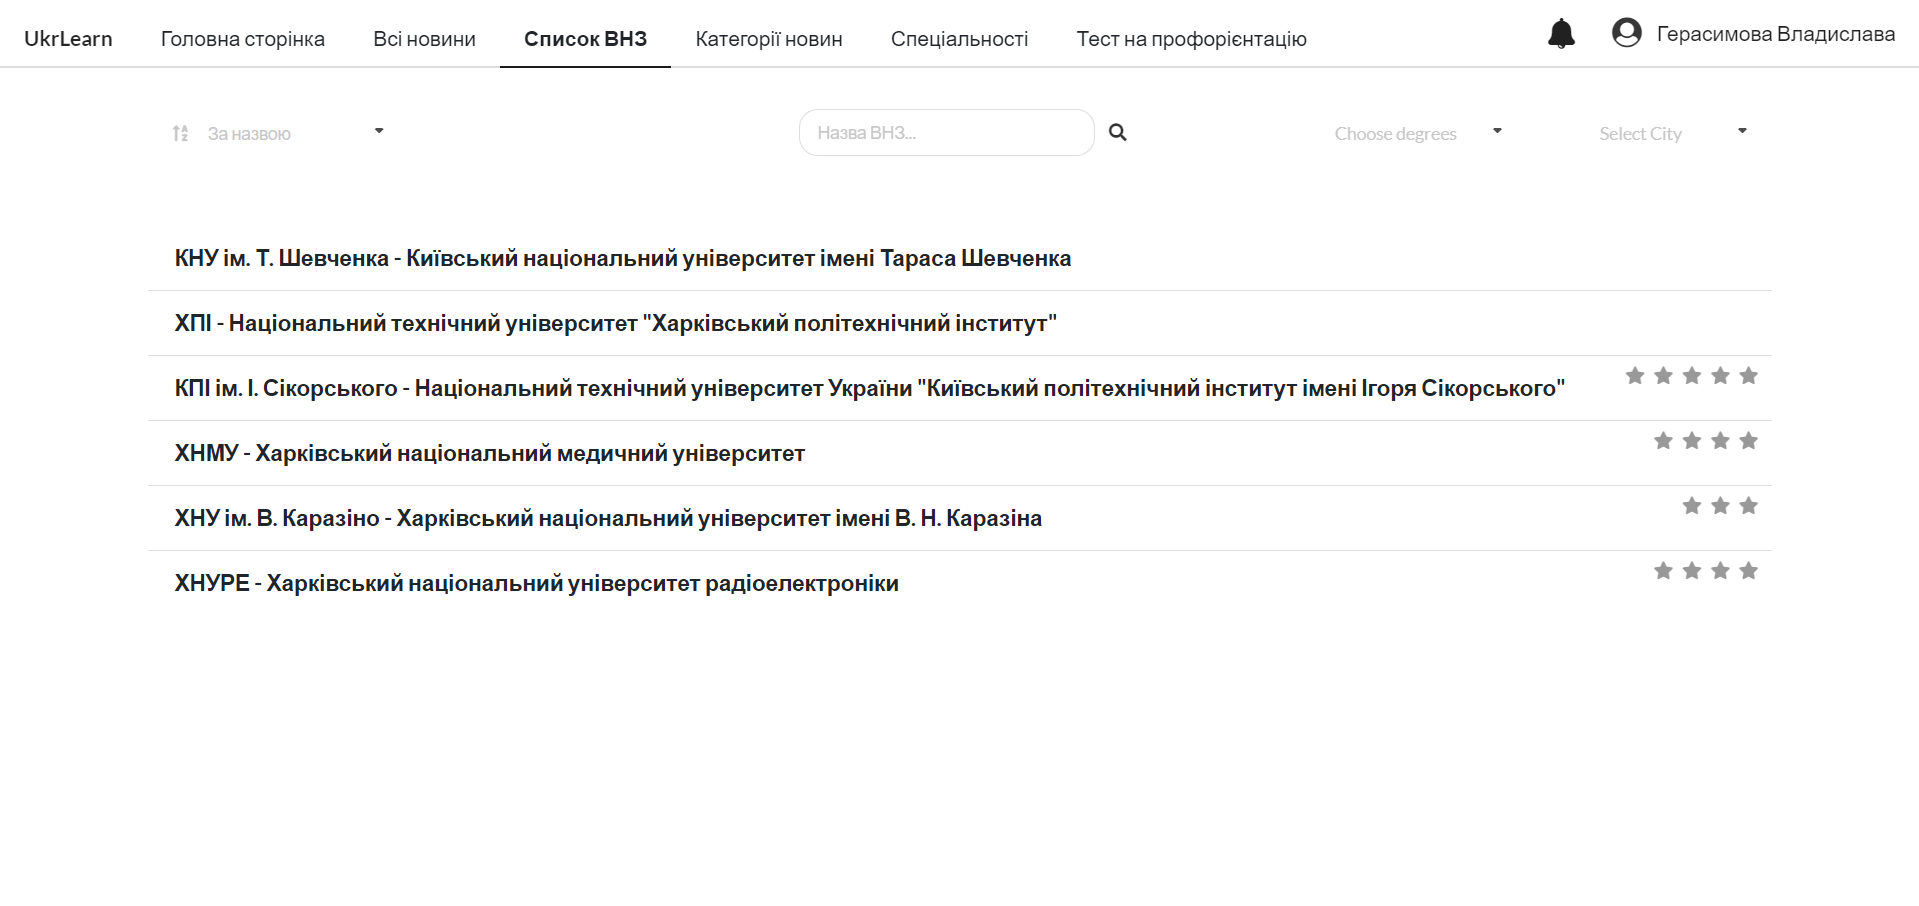 UkrLearn Головна сторінка Всі новини Список ВНЗ Категорії новин Спеціальності Тест на профорієнтацію Герасимова Владислава
За назвою Назва ВНЗ... Choose degrees Select City
КНУ ім. Т. Шевченка - Київський національний університет імені Тараса Шевченка
ХПІ - Національний технічний університет "Харківський політехнічний інститут"
КПІ ім. І. Сікорського - Національний технічний університет України "Київський політехнічний інститут імені Ігоря Сікорського"
ХНМУ - Харківський національний медичний університет
ХНУ ім. В. Каразіно - Харківський національний університет імені В. Н. Каразіна
ХНУРЕ - Харківський національний університет радіоелектроніки